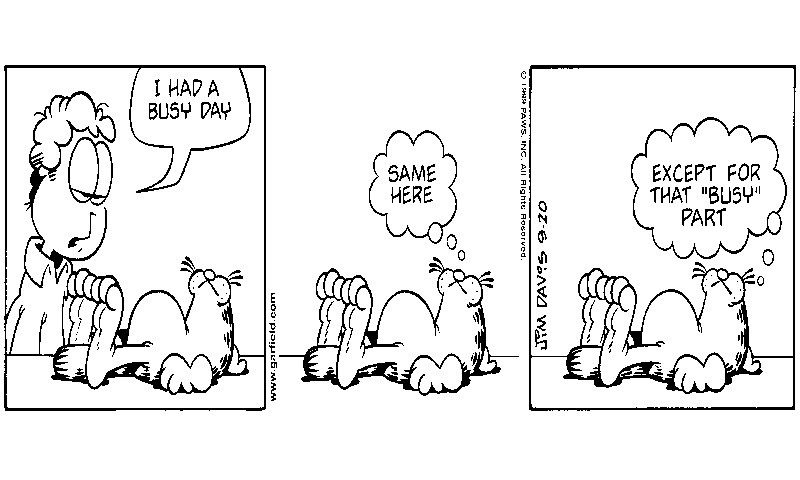 I HAD A
BUSY DAY
www.garfield.com
SAME
HERE
© 1999 PAWS, INC. All Rights Reserved.
JIM DAVIS 9-20
EXCEPT FOR
THAT "BUSY"
PART